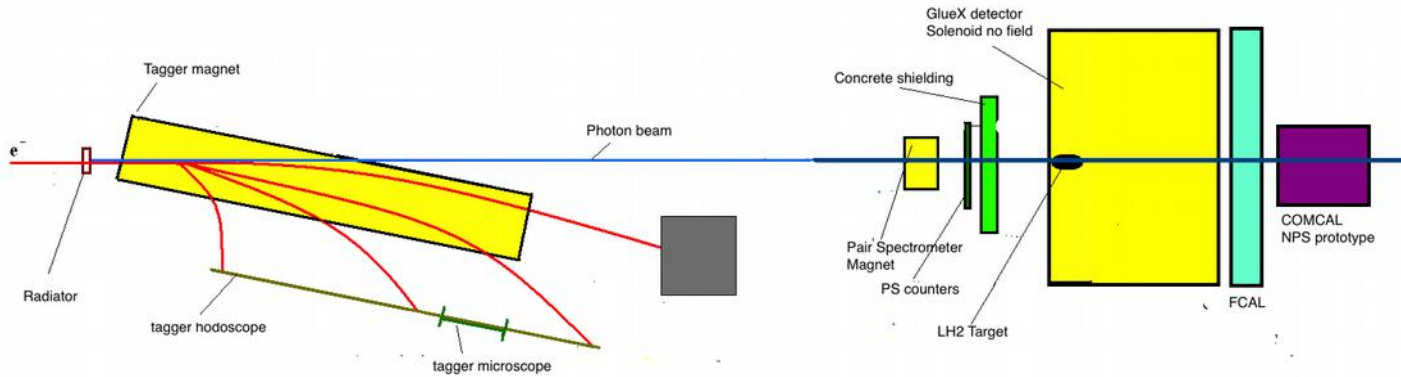 GlueX detector
Solenoid no field
Tagger magnet
Concrete shielding
Photon beam
e-
Radiator
tagger hodoscope
tagger microscope
Pair Spectrometer
Magnet
PS counters
LH2 Target
FCAL
COMCAL
NPS prototype